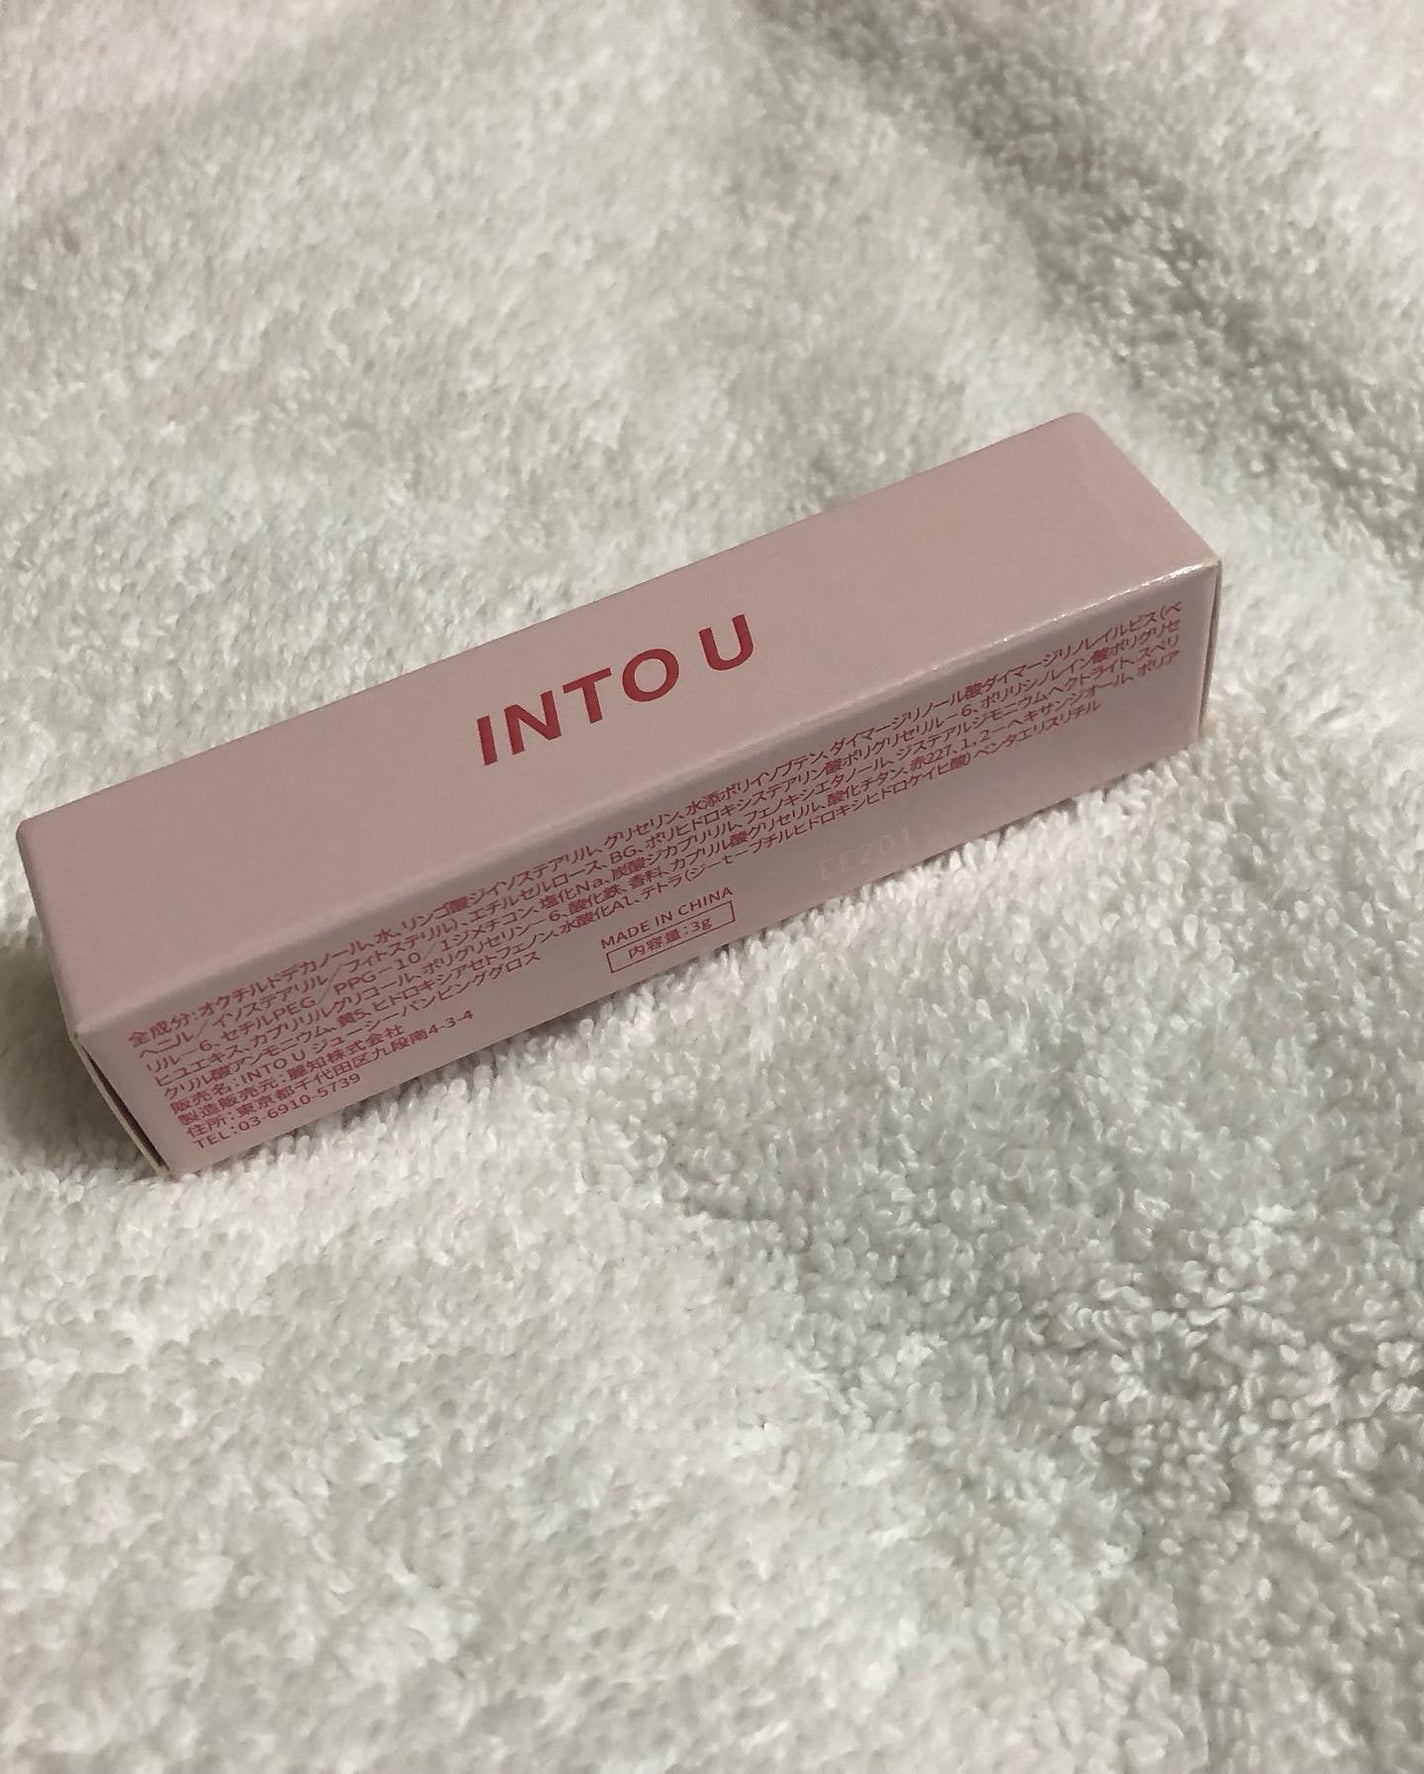 INTO U
全成分:オクチルドデカノール、水、リンゴ酸ジイソステアリル、グリセリン、水添ポリイソブテン、ダイマージリノール酸ダイマージリノレイルビス(ベ
ヘニル/イソステアリル/フィトステリル)、エチルセルロース、BG、ポリヒドロキシステアリン酸ポリグリセリル-6、ポリリシノレイン酸ポリグリセ
リル-6、セチルPEG/PPG-10/1ジメチコン、塩化Na、炭酸ジカプリリル、フェノキシエタノール、ジステアルジモニウムヘクトライト、スペリ
ヒユエキス、カプリリルグリコール、ポリグリセリン-6、酸化鉄、香料、カプリル酸グリセリル、酸化チタン、赤227、1，2-ヘキサンジオール、ポリア
クリル酸アンモニウム、黄5、ヒドロキシアセトフェノン、水酸化Al、テトラ(ジ-t-ブチルヒドロキシヒドロケイヒ酸)ペンタエリスリチル
販売名:INTO U ジューシーパンピンググロス
製造販売元:麗知株式会社
住所:東京都千代田区九段南4-3-4
TEL:03-6910-5739
MADE IN CHINA
内容量:3g